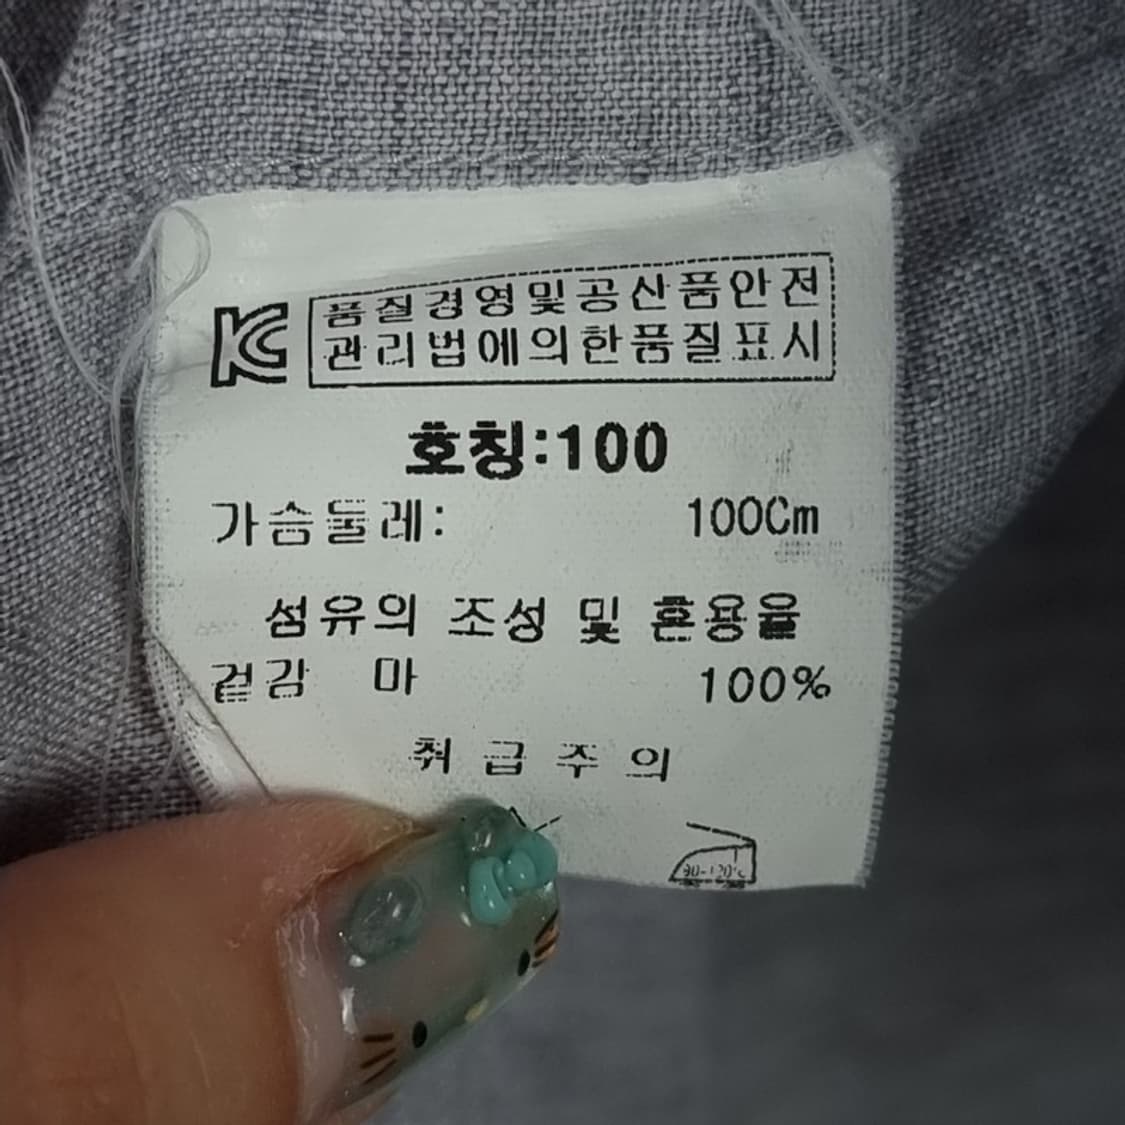 KC
품질경영및공산품안전
관리법에의한품질표시
호칭:100
가슴둘레: 100Cm
섬유의 조성 및 혼용율
겉감 마 100%
취급주의